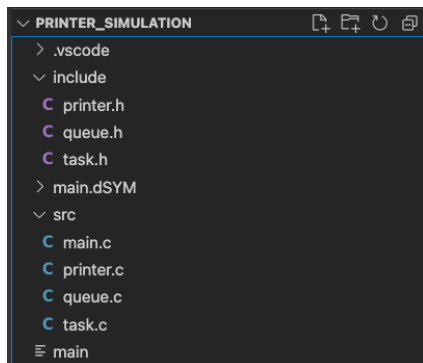 PRINTER_SIMULATION
.vscode
include
C printer.h
C queue.h
C task.h
main.dSYM
src
C main.c
C printer.c
C queue.c
C task.c
main